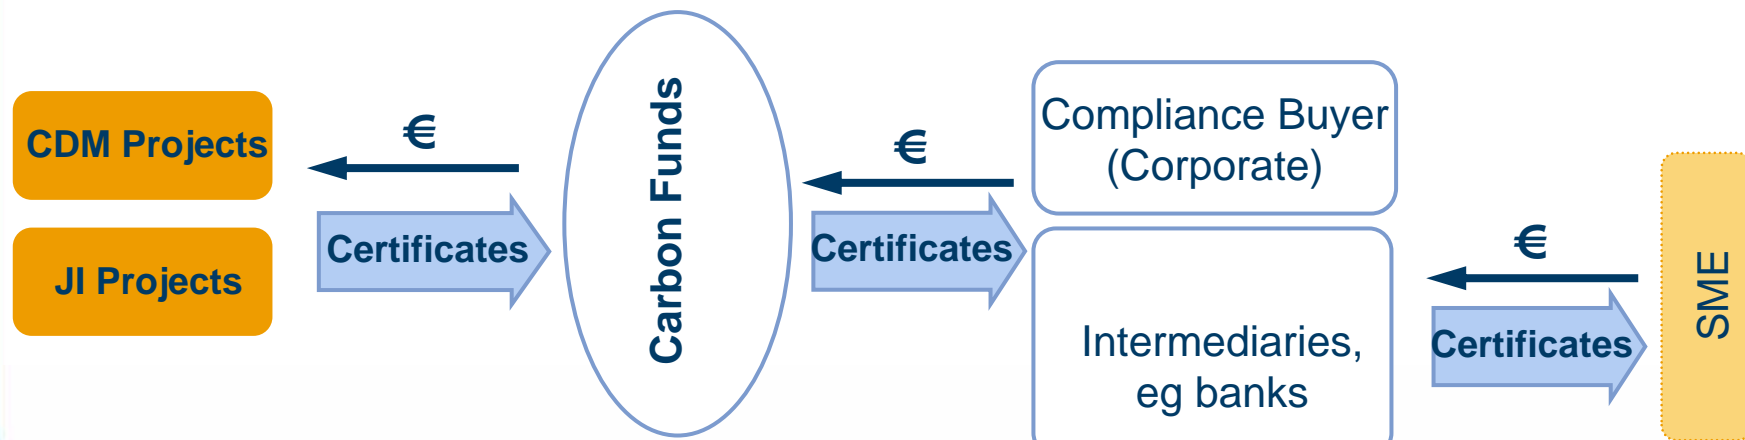 CDM Projects
JI Projects
€
Certificates
Carbon Funds
€
Certificates
Compliance Buyer
(Corporate)
Intermediaries,
eg banks
€
Certificates
SME